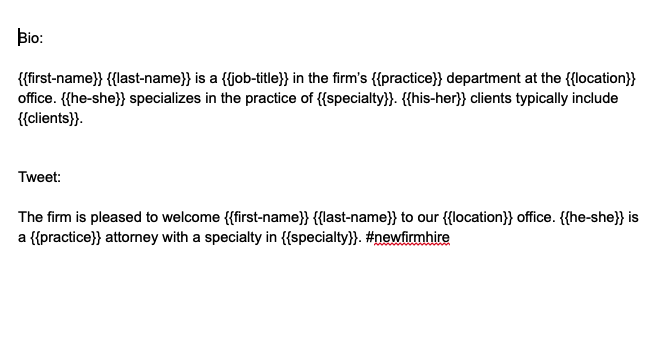 Bio:
{{first-name}} {{last-name}} is a {{job-title}} in the firm's {{practice}} department at the {{location}}
office. {{he-she}} specializes in the practice of {{specialty}}. {{his-her}} clients typically include
{{clients}}.
Tweet:
The firm is pleased to welcome {{first-name}} {{last-name}} to our {{location}} office. {{he-she}} is
a {{practice}} attorney with a specialty in {{specialty}}. #newfirmhire